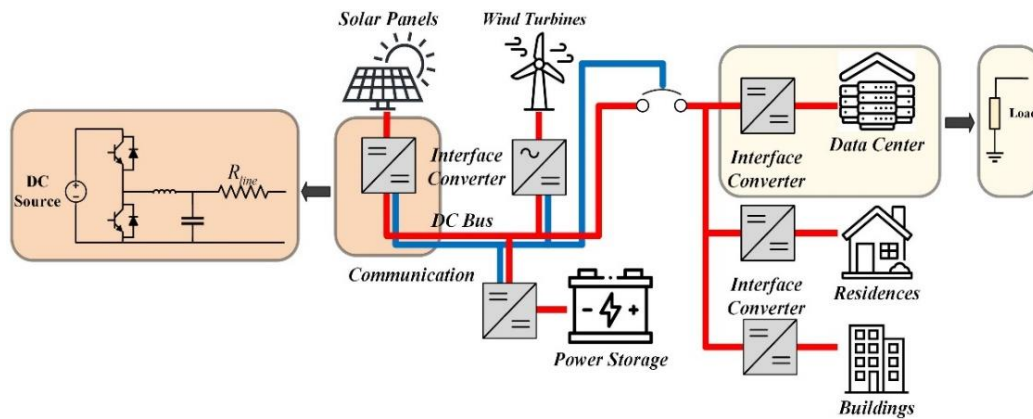 Solar Panels
Wind Turbines
DC
Source
R_line
Interface
Converter
DC Bus
Communication
Power Storage
Interface
Converter
Data Center
Load
Interface
Converter
Residences
Buildings